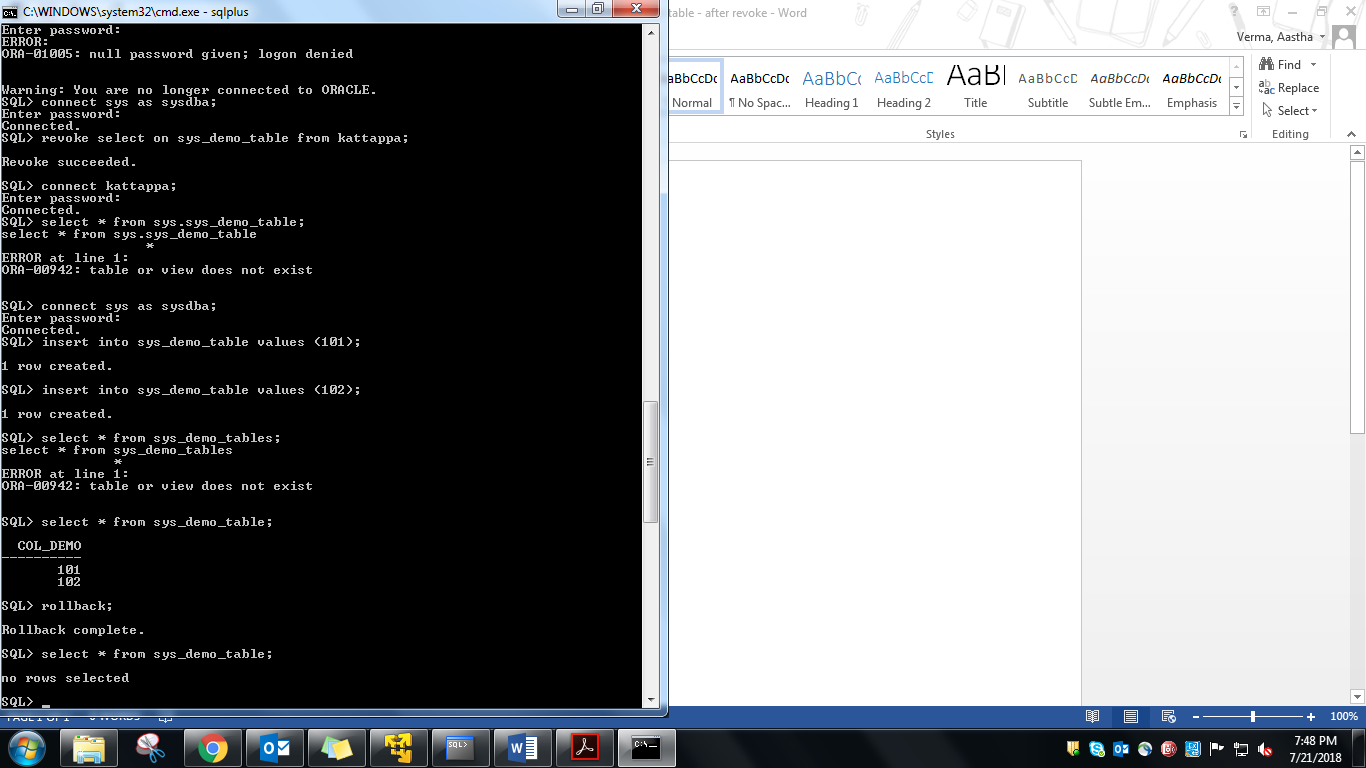 C:\WINDOWS\system32\cmd.exe - sqlplus
Enter password:
ERROR:
ORA-01005: null password given; logon denied
Warning: You are no longer connected to ORACLE.
SQL> connect sys as sysdba;
Enter password:
Connected.
SQL> revoke select on sys_demo_table from kattappa;
Revoke succeeded.
SQL> connect kattappa;
Enter password:
Connected.
SQL> select * from sys.sys_demo_table;
select * from sys.sys_demo_table
*
ERROR at line 1:
ORA-00942: table or view does not exist
SQL> connect sys as sysdba;
Enter password:
Connected.
SQL> insert into sys_demo_table values (101);
1 row created.
SQL> insert into sys_demo_table values (102);
1 row created.
SQL> select * from sys_demo_tables;
select * from sys_demo_tables
*
ERROR at line 1:
ORA-00942: table or view does not exist
SQL> select * from sys_demo_table;
COL_DEMO
----------
101
102
SQL> rollback;
Rollback complete.
SQL> select * from sys_demo_table;
no rows selected
SQL> _
table - after revoke - Word
Verma, Aastha
AaBbCcDc AaBbCcDc AaBbCc AaBbCcD AaBl AaBbCcD AaBbCcDc AaBbCcDc
Normal ¶ No Spac... Heading 1 Heading 2 Title Subtitle Subtle Em... Emphasis
Styles
Find
Replace
Select
Editing
PAGE 1 OF 1 0 WORDS
100%
SQL>
C:\
7:48 PM
7/21/2018